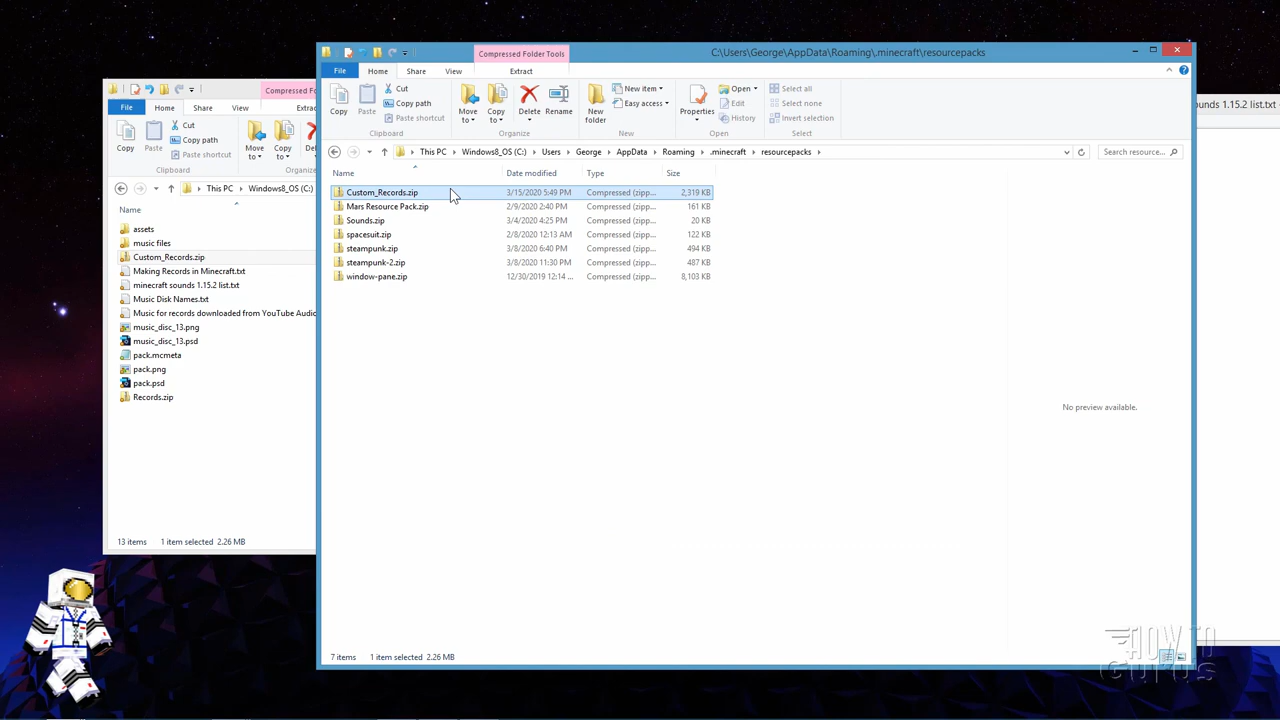 Compressed Folder Tools
C:\Users\George\AppData\Roaming\.minecraft\resourcepacks
File Home Share View Extract
Copy Paste Cut Copy path Paste shortcut
Move to Copy to Delete Rename
New folder New item Easy access
Properties Open Edit History
Select all Select none Invert selection
Clipboard Organize New Open Select
This PC Windows8_OS (C:) Users George AppData Roaming .minecraft resourcepacks Search resource...
Name Date modified Type Size
Custom_Records.zip 3/15/2020 5:49 PM Compressed (zipp... 2,319 KB
Mars Resource Pack.zip 2/9/2020 2:40 PM Compressed (zipp... 161 KB
Sounds.zip 3/4/2020 4:25 PM Compressed (zipp... 20 KB
spacesuit.zip 2/8/2020 12:13 AM Compressed (zipp... 122 KB
steampunk.zip 3/8/2020 6:40 PM Compressed (zipp... 494 KB
steampunk-2.zip 3/8/2020 11:30 PM Compressed (zipp... 487 KB
window-pane.zip 12/30/2019 12:14 ... Compressed (zipp... 8,103 KB
No preview available.
7 items 1 item selected 2.26 MB
Compressed Fo
File Home Share View Extrac
Copy Paste Cut Copy path Paste shortcut
Move to Copy to De
Clipboard Organiz
This PC Windows8_OS (C:)
Name
assets
music files
Custom_Records.zip
Making Records in Minecraft.txt
minecraft sounds 1.15.2 list.txt
Music Disk Names.txt
Music for records downloaded from YouTube Audio
music_disc_13.png
music_disc_13.psd
pack.mcmeta
pack.png
pack.psd
Records.zip
13 items 1 item selected 2.26 MB
ounds 1.15.2 list.txt -
HOW TO
GURUS